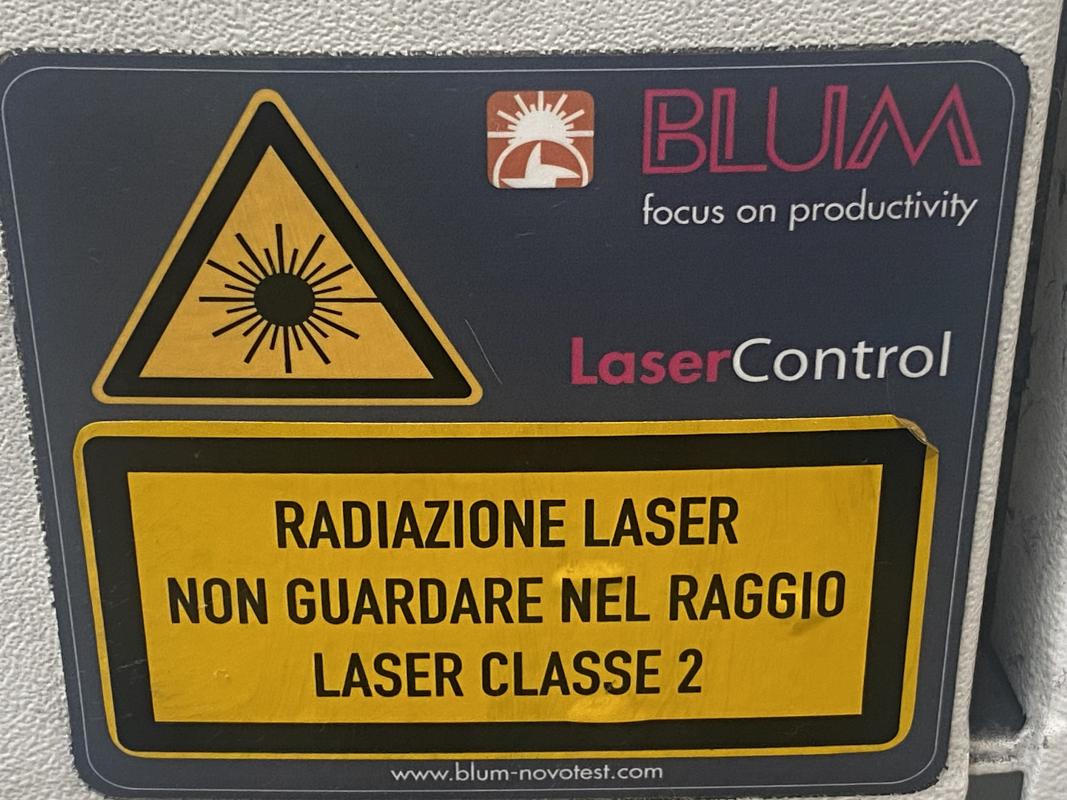 BLUM
focus on productivity
LaserControl
RADIAZIONE LASER
NON GUARDARE NEL RAGGIO
LASER CLASSE 2
www.blum-novotest.com